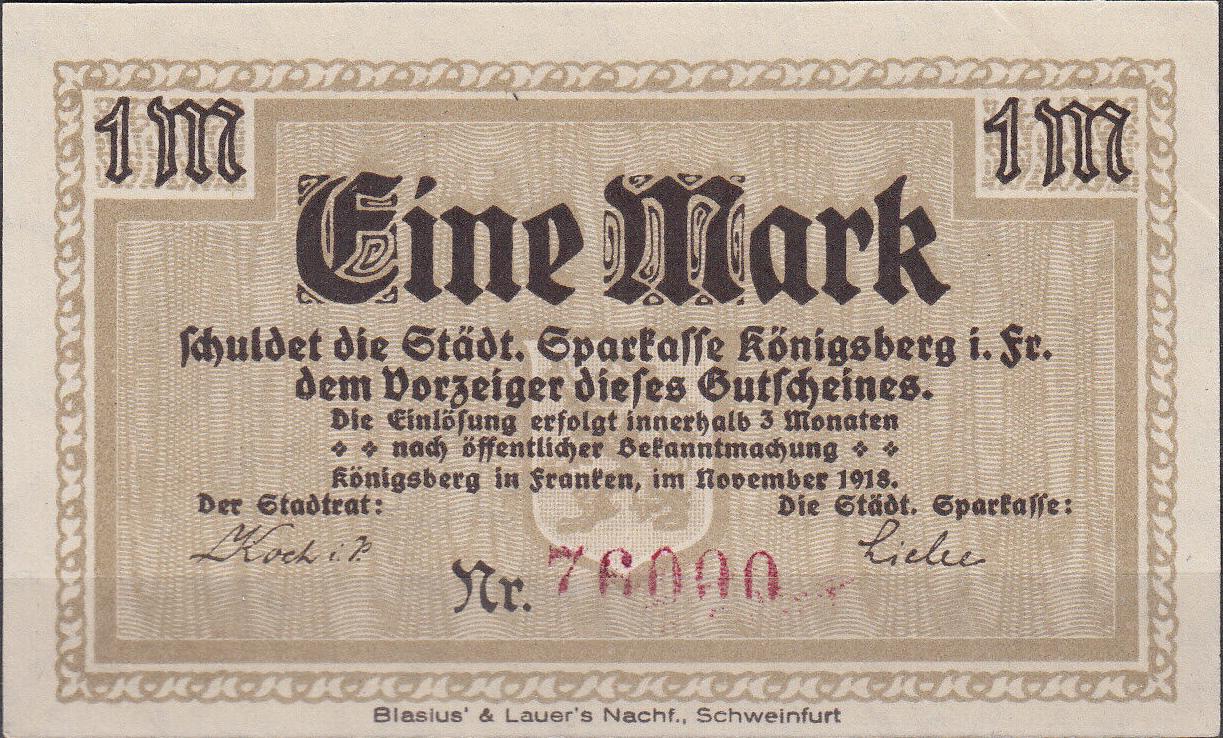 1 M 1 M
Eine Mark
schuldet die Städt. Sparkasse Königsberg i. Fr.
dem Vorzeiger dieses Gutscheines.
Die Einlösung erfolgt innerhalb 3 Monaten
nach öffentlicher Bekanntmachung
Königsberg in Franken, im November 1918.
Der Stadtrat: Die Städt. Sparkasse:
Koch i. V.
Nr. 76000
Blasius' & Lauer's Nachf., Schweinfurt